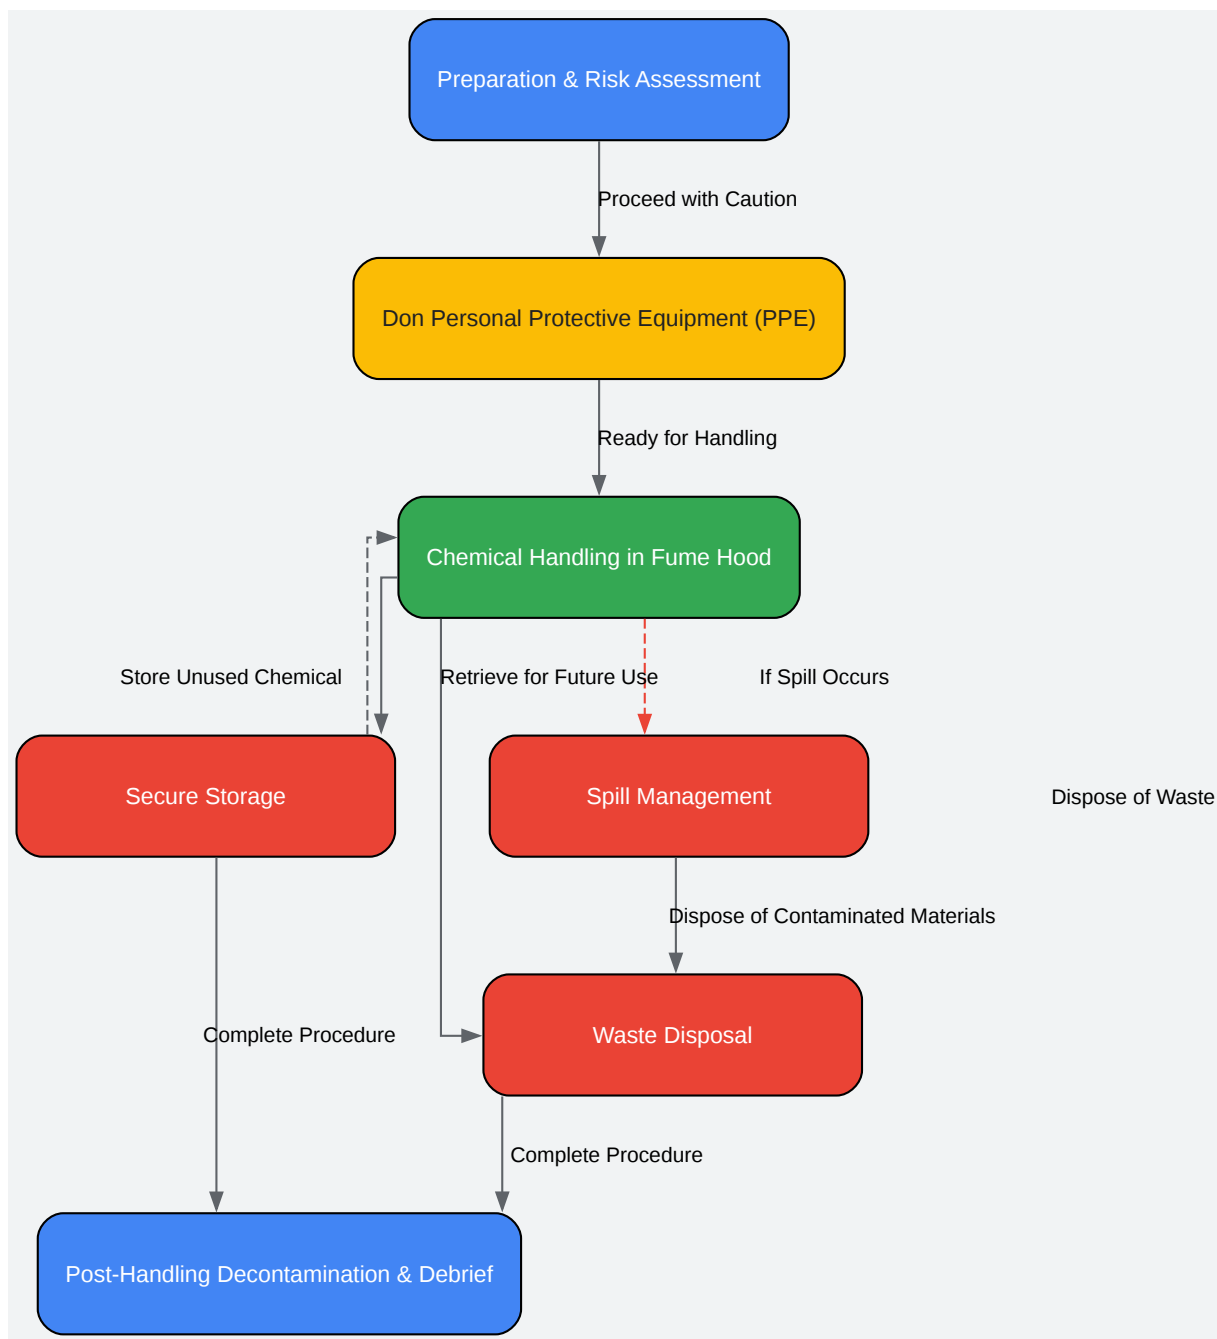 Preparation & Risk Assessment
Proceed with Caution
Don Personal Protective Equipment (PPE)
Ready for Handling
Chemical Handling in Fume Hood
Store Unused Chemical
Retrieve for Future Use
If Spill Occurs
Secure Storage
Spill Management
Dispose of Waste
Dispose of Contaminated Materials
Complete Procedure
Waste Disposal
Complete Procedure
Post-Handling Decontamination & Debrief